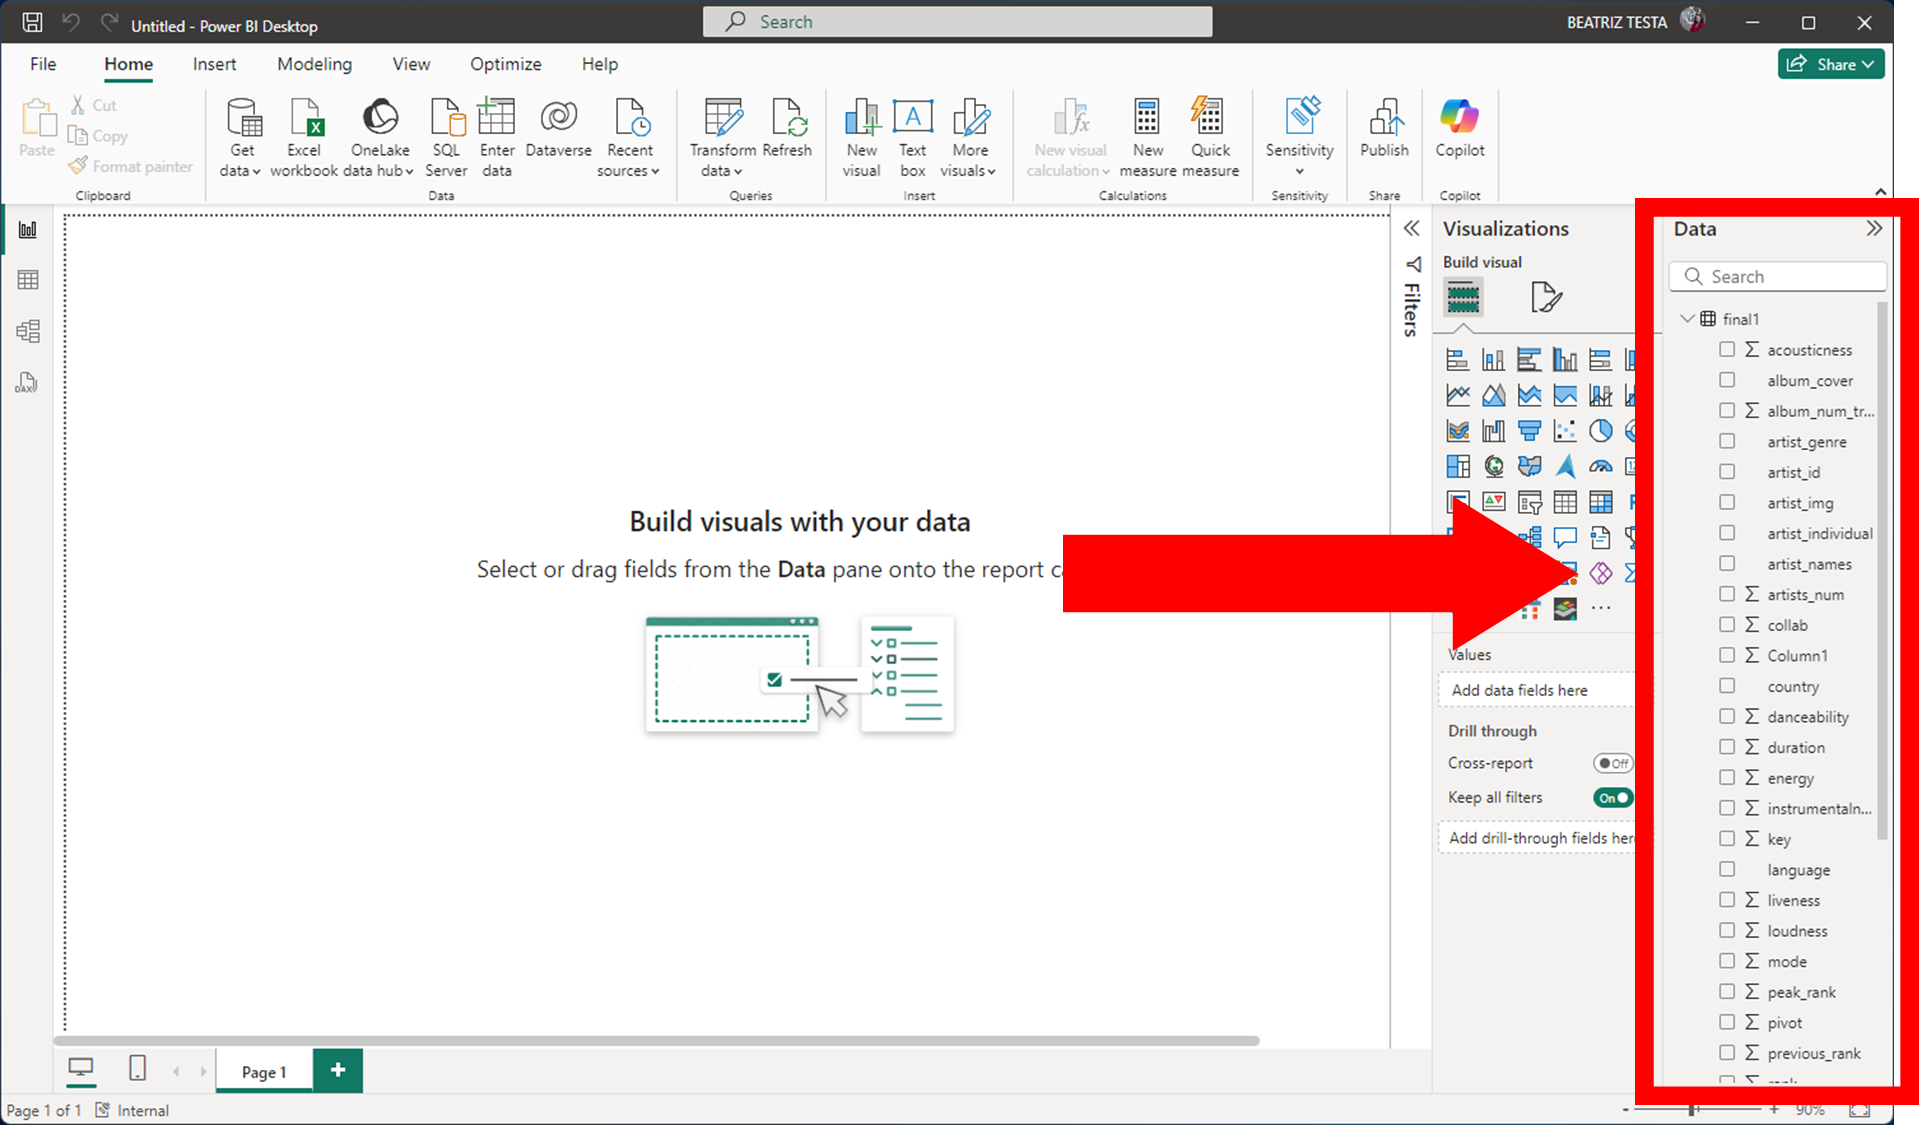 Untitled - Power BI Desktop
Search
BEATRIZ TESTA
File
Home
Insert
Modeling
View
Optimize
Help
Share
Paste
Cut
Copy
Format painter
Clipboard
Get data
Excel workbook
OneLake data hub
SQL Server
Enter data
Dataverse
Recent sources
Data
Transform data
Refresh
Queries
New visual
Text box
More visuals
Insert
New visual calculation
New measure
Quick measure
Calculations
Sensitivity
Sensitivity
Publish
Share
Copilot
Copilot
Build visuals with your data
Select or drag fields from the Data pane onto the report
Filters
Visualizations
Build visual
Values
Add data fields here
Drill through
Cross-report
Off
Keep all filters
On
Add drill-through fields here
Data
Search
final1
acousticness
album_cover
album_num_tr...
artist_genre
artist_id
artist_img
artist_individual
artist_names
artists_num
collab
Column1
country
danceability
duration
energy
instrumentaln...
key
language
liveness
loudness
mode
peak_rank
pivot
previous_rank
Page 1
Page 1 of 1
Internal
90%